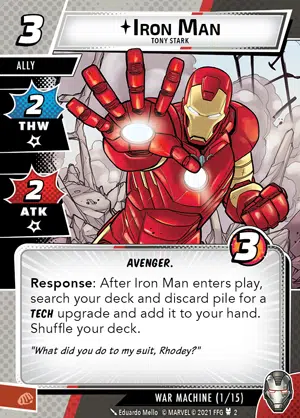 3
Iron Man
TONY STARK
ALLY
2
THW
2
ATK
3
AVENGER.
Response: After Iron Man enters play,
search your deck and discard pile for a
TECH upgrade and add it to your hand.
Shuffle your deck.
"What did you do to my suit, Rhodey?"
WAR MACHINE (1/15)
Eduardo Mello © MARVEL © 2021 FFG 2